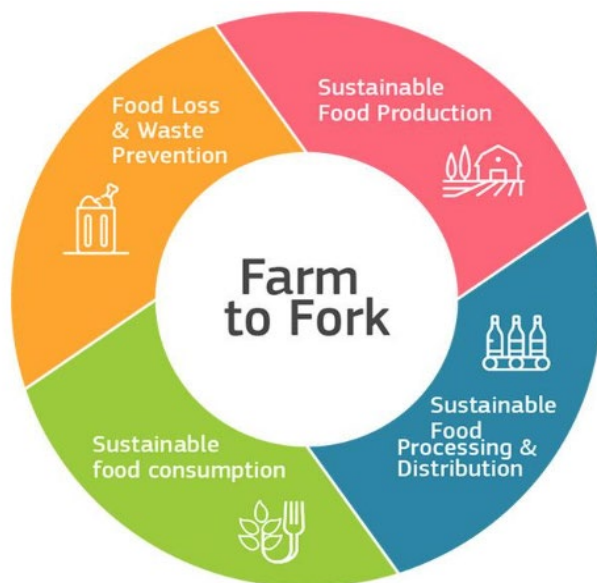 Food Loss
& Waste
Prevention
Sustainable
Food Production
Farm
to Fork
Sustainable
Food
Processing &
Distribution
Sustainable
food consumption